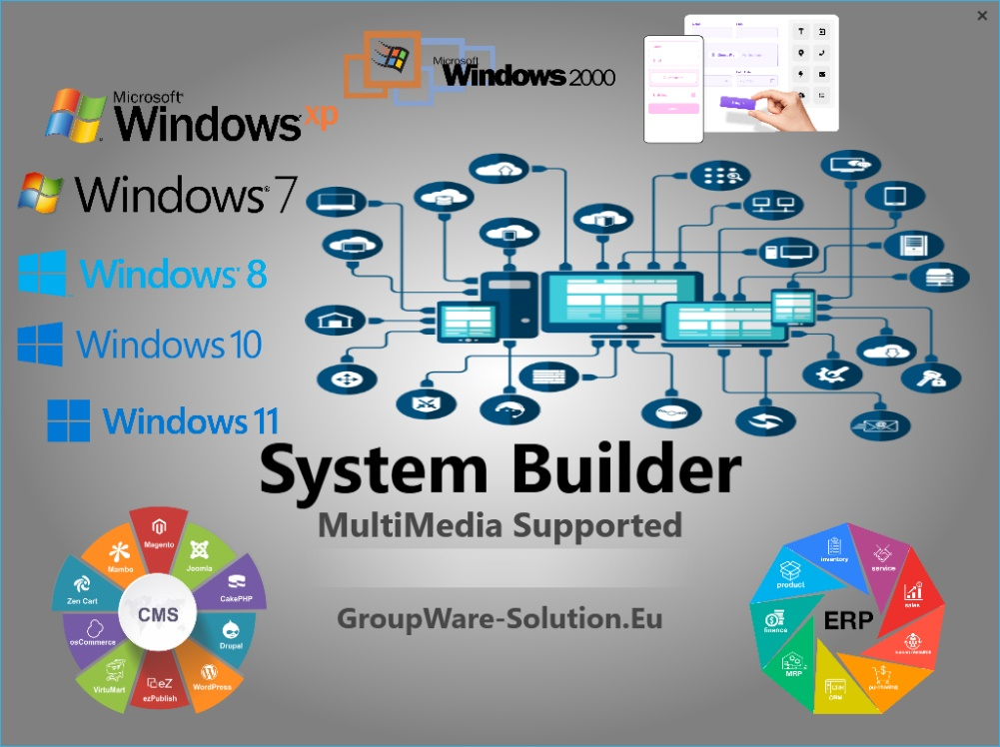 Microsoft
Windows 2000
Microsoft
Windows xp
Windows 7
Windows 8
Windows 10
Windows 11
System Builder
MultiMedia Supported
GroupWare-Solution.Eu
CMS
Magento
Joomla
CakePHP
Drupal
WordPress
eZ
ezPublish
VirtuMart
osCommerce
Zen Cart
Mambo
ERP
inventory
service
sales
purchasing
CRM
MRP
finence
product